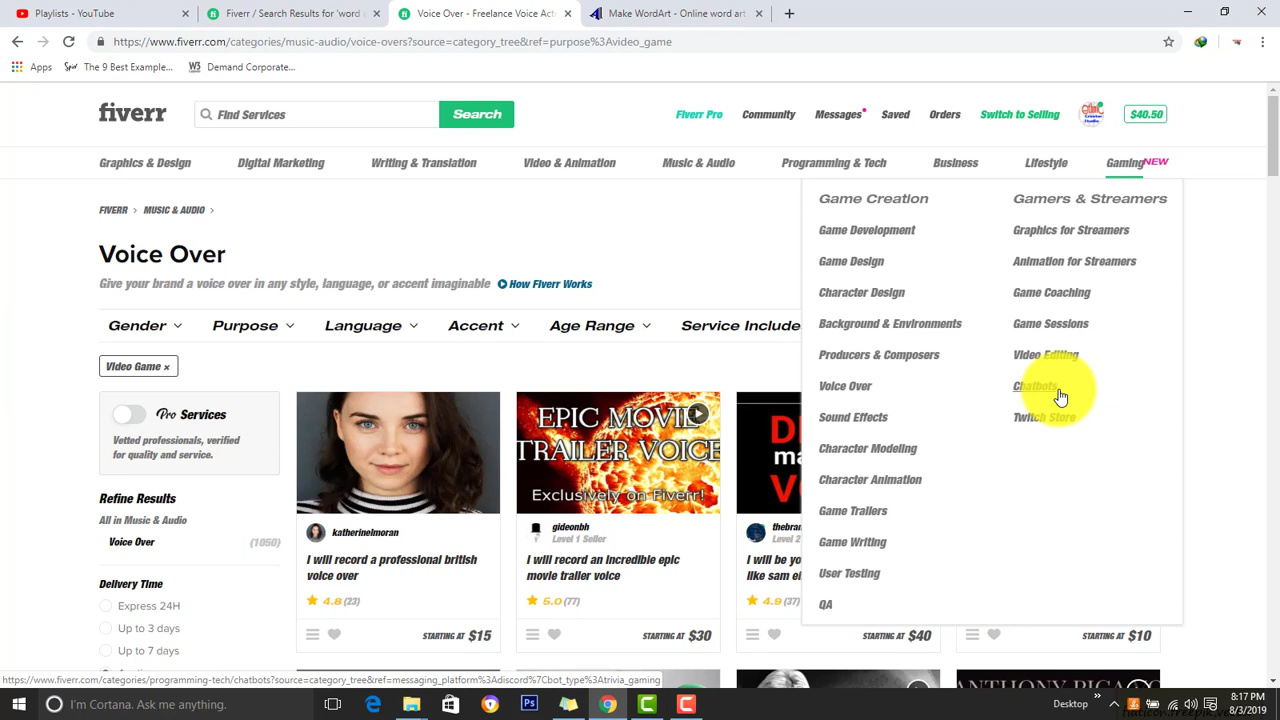 Playlists - YouTube
Fiverr
Fiverr / Voice Over
Voice Over | Fiverr
Voice Act
Make WordArt - Online word art
https://www.fiverr.com/categories/music-audio/voice-overs?source=category_tree&ref=purpose%3Avideo_game
Apps
The 9 Best Example...
Demand Corporate...
fiverr
Find Services
Search
Fiverr Pro
Community
Messages
Saved
Orders
Switch to Selling
$40.50
Graphics & Design
Digital Marketing
Writing & Translation
Video & Animation
Music & Audio
Programming & Tech
Business
Lifestyle
Gaming NEW
FIVERR > MUSIC & AUDIO >
Voice Over
Give your brand a voice over in any style, language, or accent imaginable
How Fiverr Works
Gender
Purpose
Language
Accent
Age Range
Service Include
Video Game ×
Pro Services
Vetted professionals, verified
for quality and service.
Refine Results
All in Music & Audio
Voice Over (1050)
Delivery Time
Express 24H
Up to 3 days
Up to 7 days
katherinelmoran
I will record a professional british
voice over
4.8 (23)
STARTING AT $15
EPIC MOVIE
TRAILER VOICE
Exclusively on Fiverr!
gideonbh
Level 1 Seller
I will record an incredible epic
movie trailer voice
5.0 (77)
STARTING AT $30
thebran
Level 2
I will be yo
like sam el
4.9 (37)
STARTING AT $40
STARTING AT $10
Game Creation
Game Development
Game Design
Character Design
Background & Environments
Producers & Composers
Voice Over
Sound Effects
Character Modeling
Character Animation
Game Trailers
Game Writing
User Testing
QA
Gamers & Streamers
Graphics for Streamers
Animation for Streamers
Game Coaching
Game Sessions
Video Editing
Chatbots
Twitch Store
https://www.fiverr.com/categories/programming-tech/chatbots?source=category_tree&ref=messaging_platform%3Adiscord%7Cbot_type%3Atrivia_gaming
I'm Cortana. Ask me anything.
Desktop
8:17 PM
8/3/2019